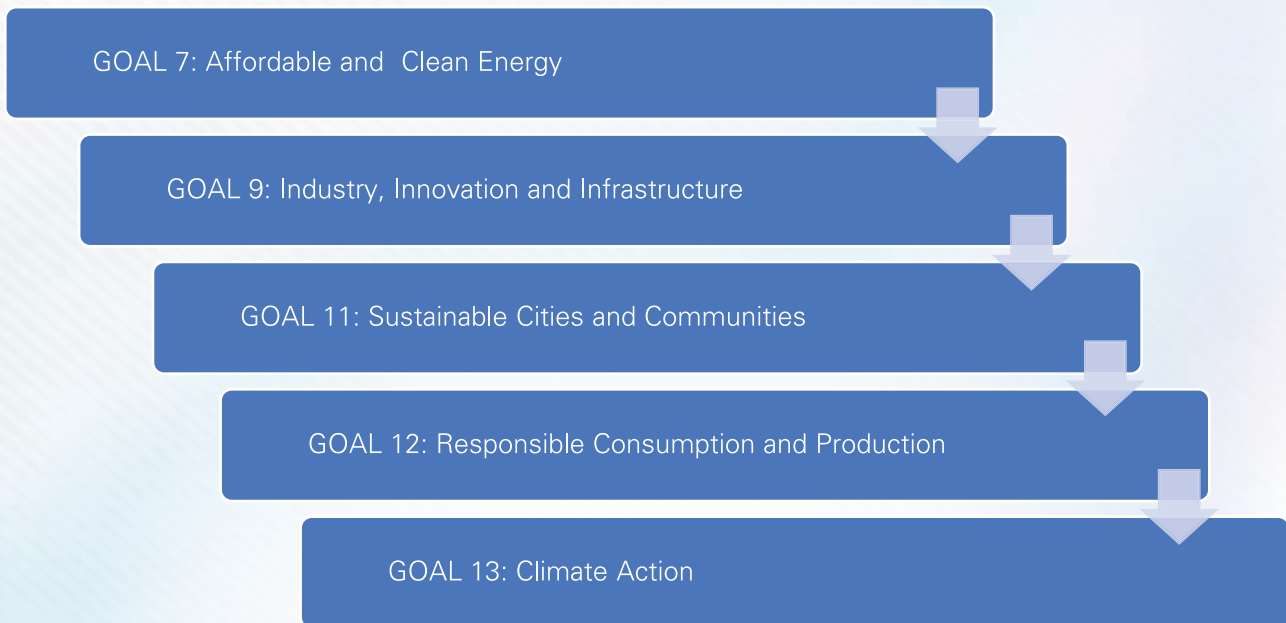 GOAL 7: Affordable and  Clean Energy
GOAL 9: Industry, Innovation and Infrastructure
GOAL 11: Sustainable Cities and Communities
GOAL 12: Responsible Consumption and Production
GOAL 13: Climate Action